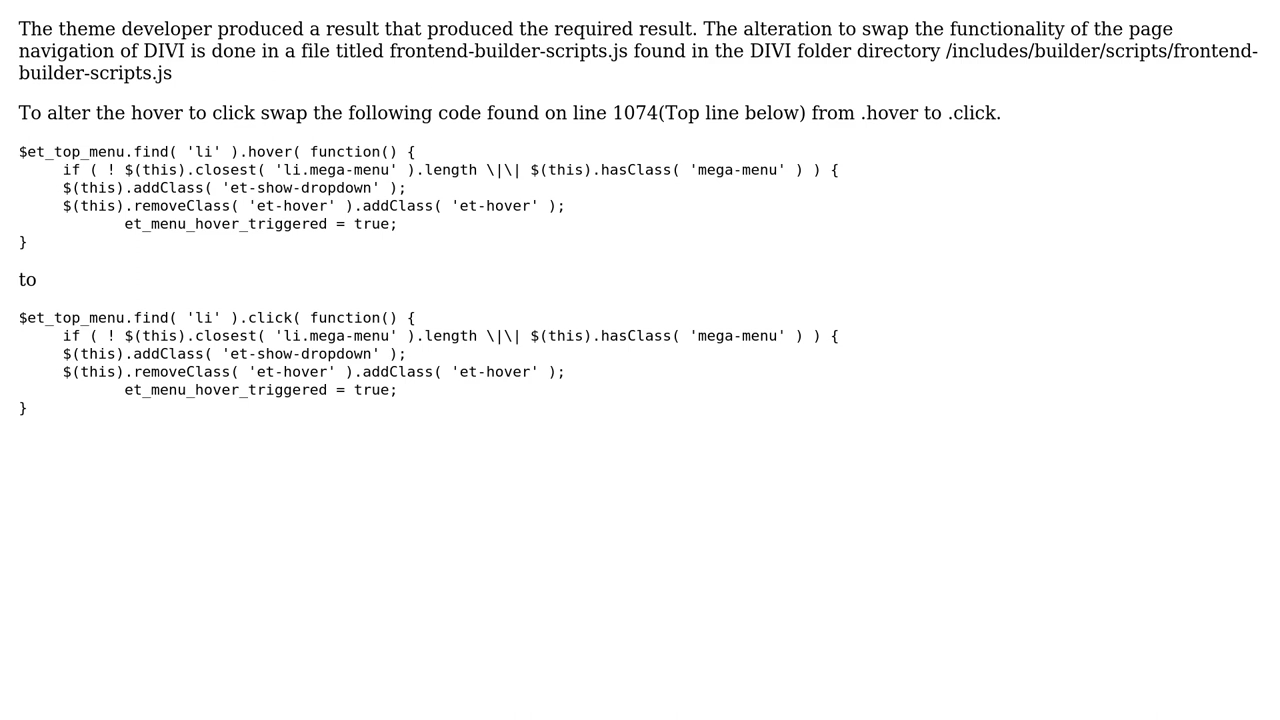 The theme developer produced a result that produced the required result. The alteration to swap the functionality of the page
navigation of DIVI is done in a file titled frontend-builder-scripts.js found in the DIVI folder directory /includes/builder/scripts/frontend-
builder-scripts.js
To alter the hover to click swap the following code found on line 1074(Top line below) from .hover to .click.
$et_top_menu.find( 'li' ).hover( function() {
     if ( ! $(this).closest( 'li.mega-menu' ).length \|\| $(this).hasClass( 'mega-menu' ) ) {
     $(this).addClass( 'et-show-dropdown' );
     $(this).removeClass( 'et-hover' ).addClass( 'et-hover' );
            et_menu_hover_triggered = true;
}
to
$et_top_menu.find( 'li' ).click( function() {
     if ( ! $(this).closest( 'li.mega-menu' ).length \|\| $(this).hasClass( 'mega-menu' ) ) {
     $(this).addClass( 'et-show-dropdown' );
     $(this).removeClass( 'et-hover' ).addClass( 'et-hover' );
            et_menu_hover_triggered = true;
}